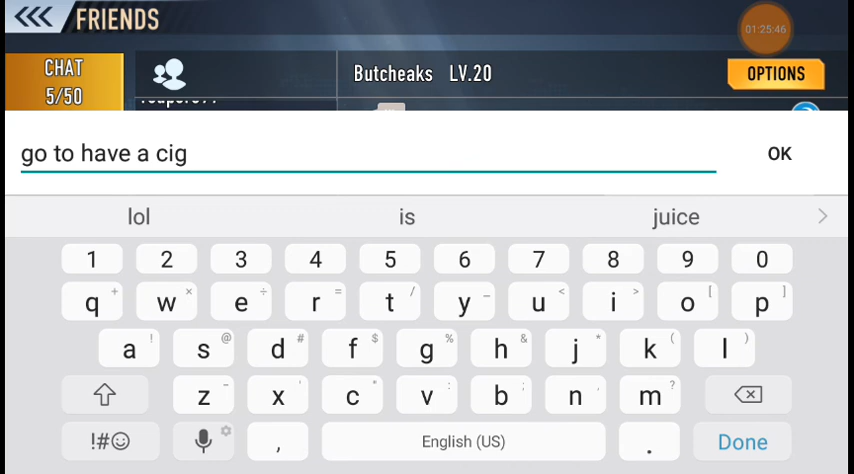 FRIENDS
01:25:46
CHAT
5/50
Butcheaks LV.20
OPTIONS
go to have a cig
OK
lol is juice
1 2 3 4 5 6 7 8 9 0
q + w × e ÷ r = t / y _ u < i > o [ p ]
a ! s @ d # f $ g % h & j * k ( l )
z - x ' c " v : b ; n , m ?
!#☺ , English (US) . Done